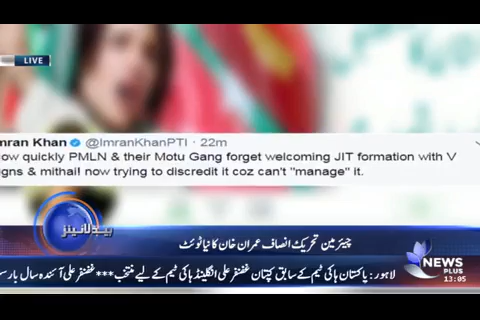 LIVE
mran Khan @ImranKhanPTI · 22m
ow quickly PMLN & their Motu Gang forget welcoming JIT formation with V
igns & mithai! now trying to discredit it coz can't "manage" it.
ہیڈلائینز
چیئرمین تحریک انصاف عمران خان کا نیا ٹوئٹ
NEWS
PLUS
13:05
لاہور: پاکستان ہاکی ٹیم کے سابق کپتان غضنفر علی انگلینڈ ہاکی ٹیم کے لیے منتخب***غضنفر علی آئندہ سال بارسـ